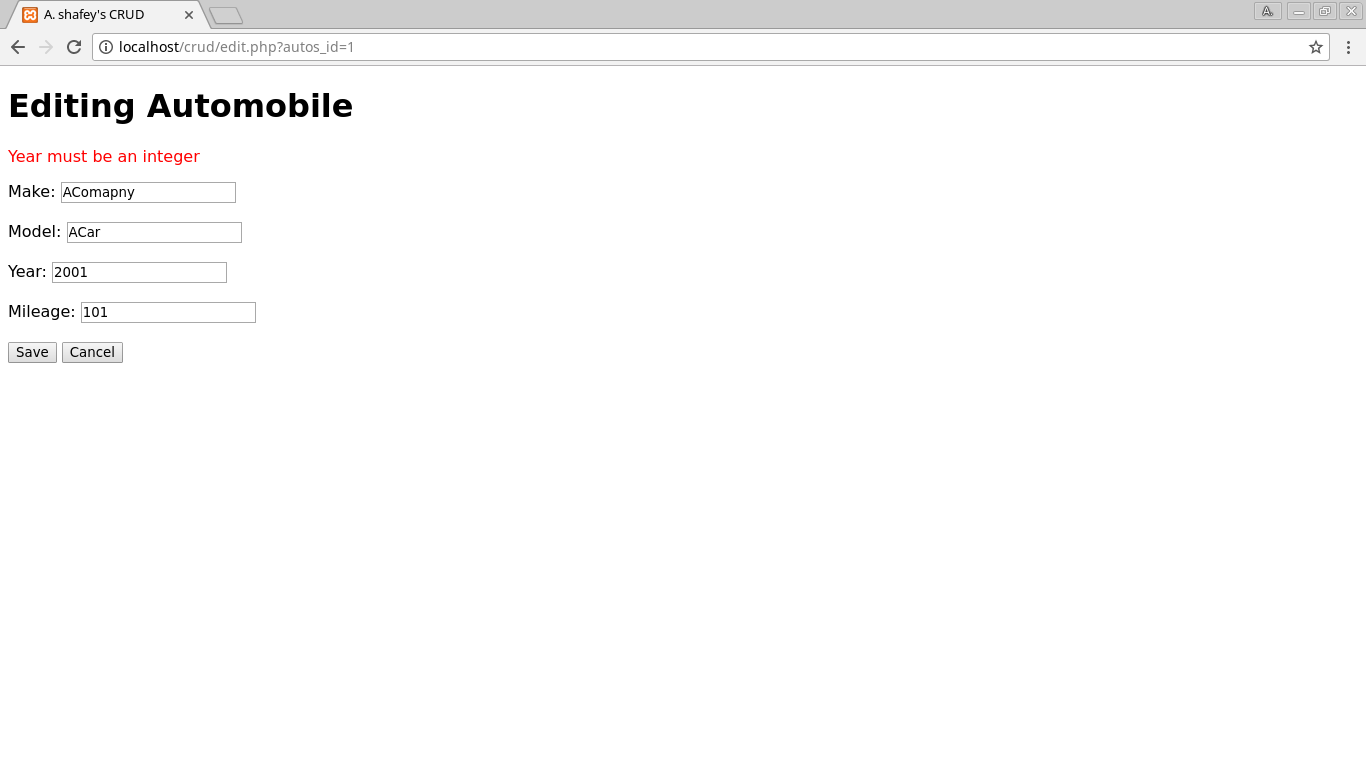 A. shafey's CRUD
A.
localhost/crud/edit.php?autos_id=1
Editing Automobile
Year must be an integer
Make: AComapny
Model: ACar
Year: 2001
Mileage: 101
Save Cancel